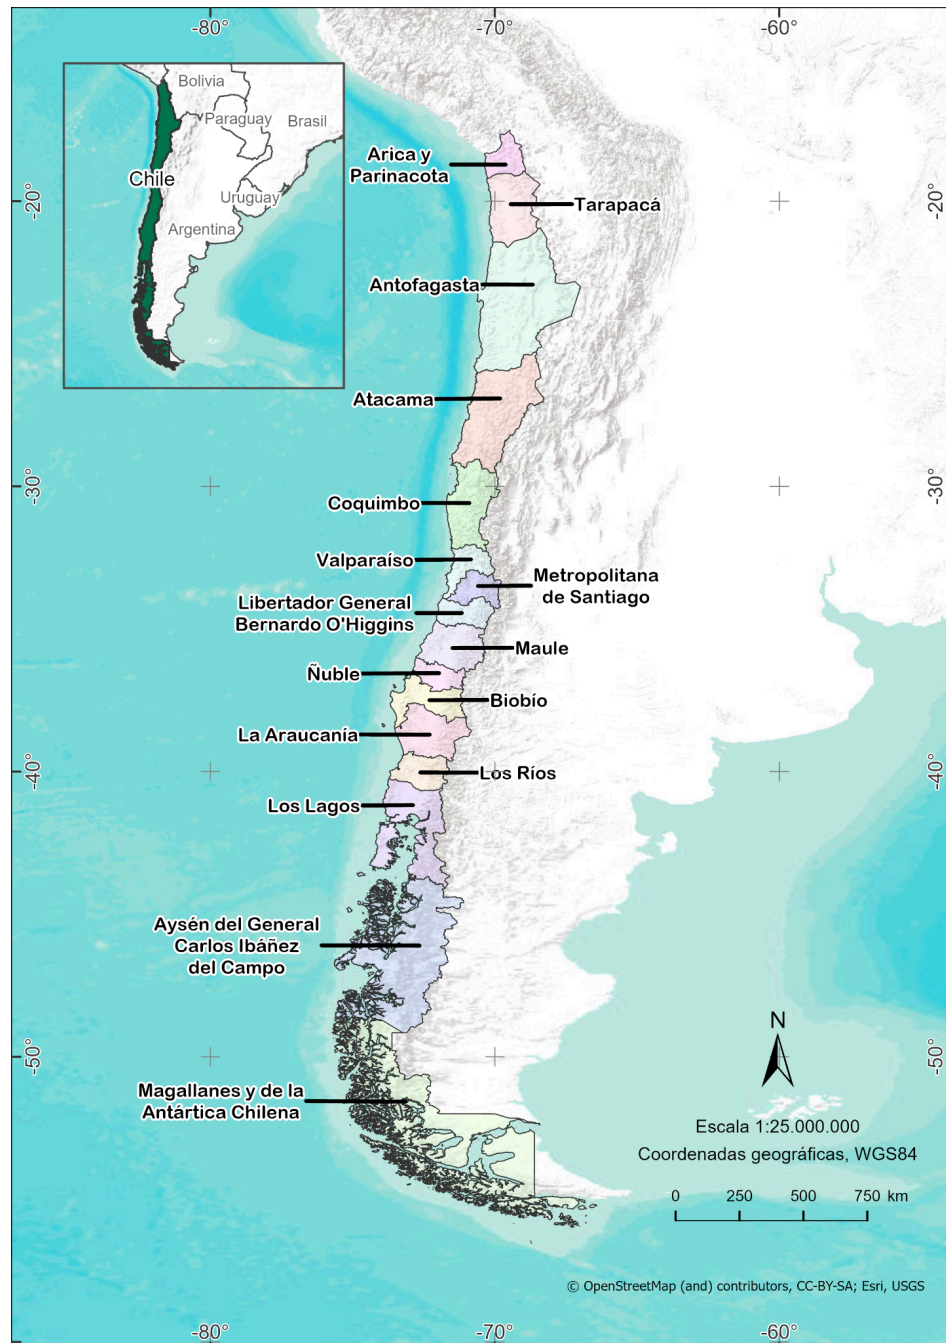 -80°
-70°
-60°
Bolivia
Paraguay
Brasil
Chile
Uruguay
Argentina
Arica y
Parinacota
-20°
-20°
Tarapacá
Antofagasta
Atacama
-30°
-30°
Coquimbo
Valparaíso
Metropolitana
de Santiago
Libertador General
Bernardo O'Higgins
Maule
Ñuble
Biobío
La Araucanía
-40°
-40°
Los Ríos
Los Lagos
Aysén del General
Carlos Ibáñez
del Campo
N
-50°
-50°
Magallanes y de la
Antártica Chilena
Escala 1:25.000.000
Coordenadas geográficas, WGS84
0 250 500 750 km
© OpenStreetMap (and) contributors, CC-BY-SA; Esri, USGS
-80°
-70°
-60°